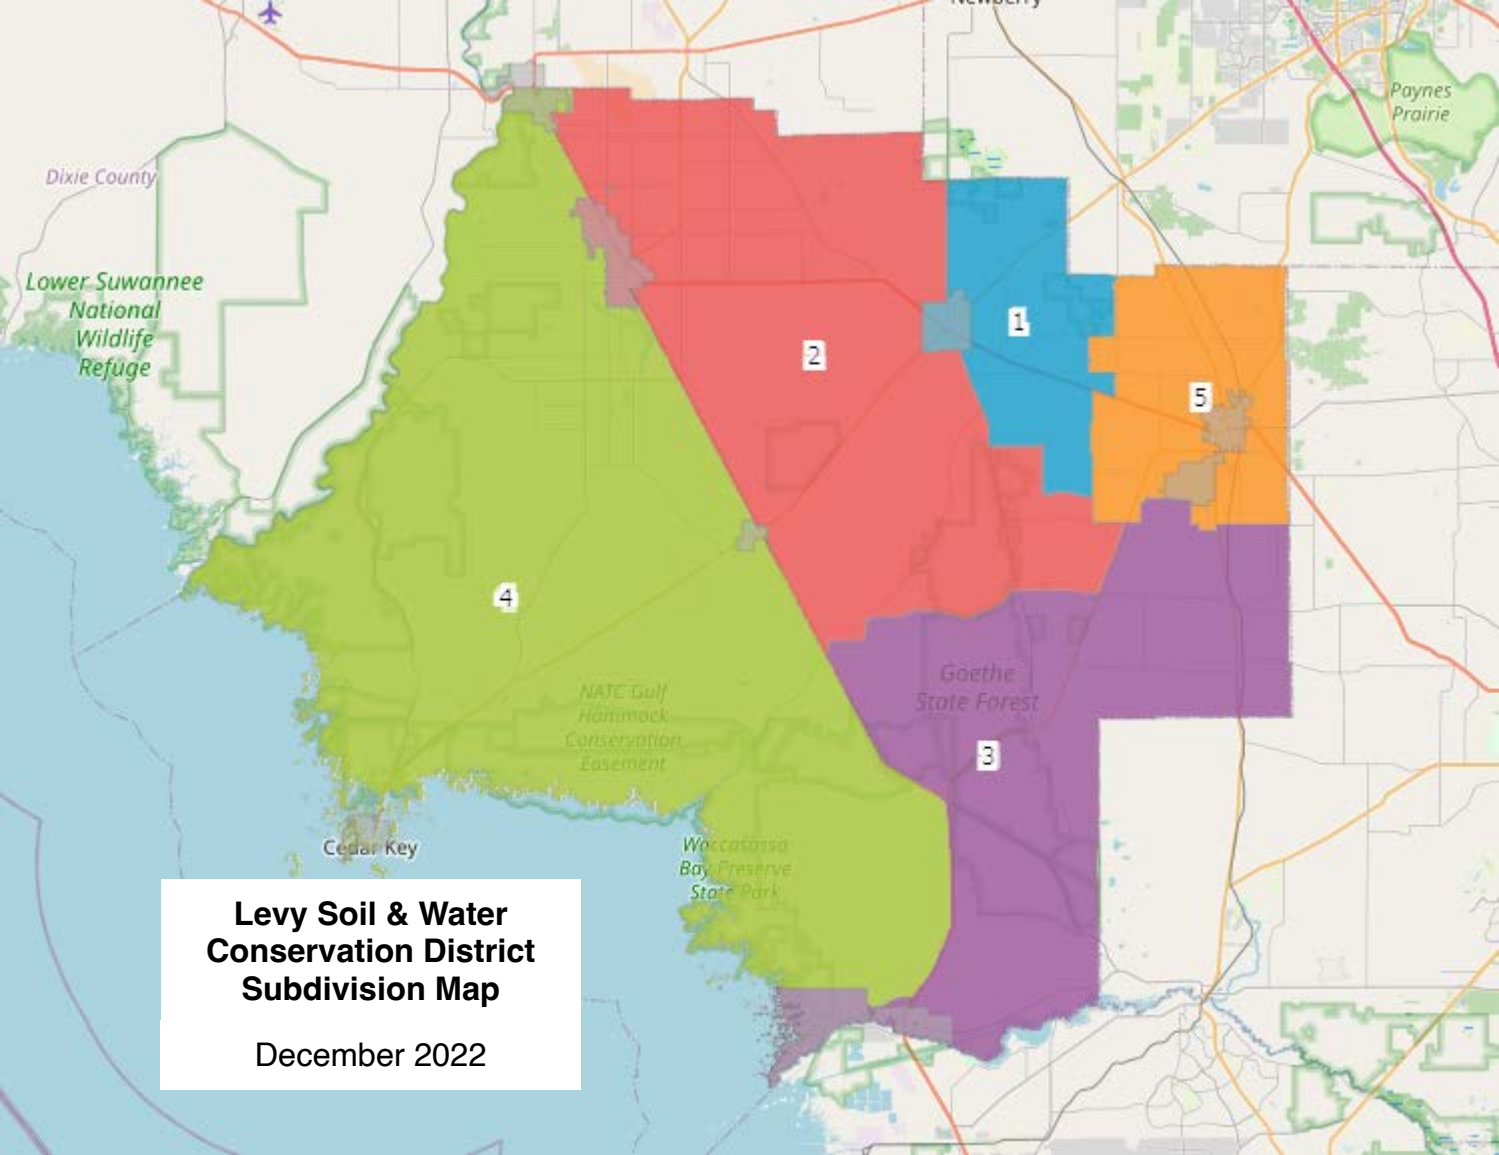 Newberry
Paynes
Prairie
Dixie County
Lower Suwannee
National
Wildlife
Refuge
1
2
5
4
Goethe
State Forest
NATC Gulf
Hammock
Conservation
Easement
3
Cedar Key
Waccasassa
Bay Preserve
State Park
Levy Soil & Water
Conservation District
Subdivision Map
December 2022